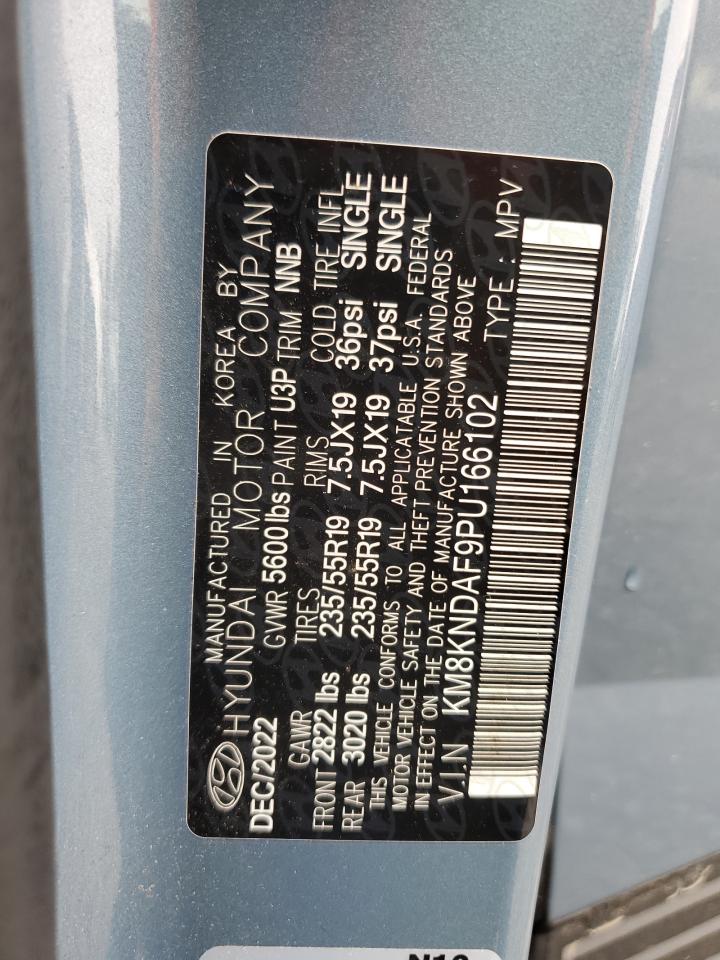 MANUFACTURED IN KOREA BY
HYUNDAI MOTOR COMPANY
DEC/2022 GVWR 5600 lbs PAINT U3P TRIM NNB
GAWR TIRES RIMS COLD TIRE INFL
FRONT 2822 lbs 235/55R19 7.5JX19 36psi SINGLE
REAR 3020 lbs 235/55R19 7.5JX19 37psi SINGLE
THIS VEHICLE CONFORMS TO ALL APPLICATABLE U.S.A. FEDERAL
MOTOR VEHICLE SAFETY AND THEFT PREVENTION STANDARDS
IN EFFECT ON THE DATE OF MANUFACTURE SHOWN ABOVE
V.I.N KM8KNDAF9PU166102 TYPE : MPV